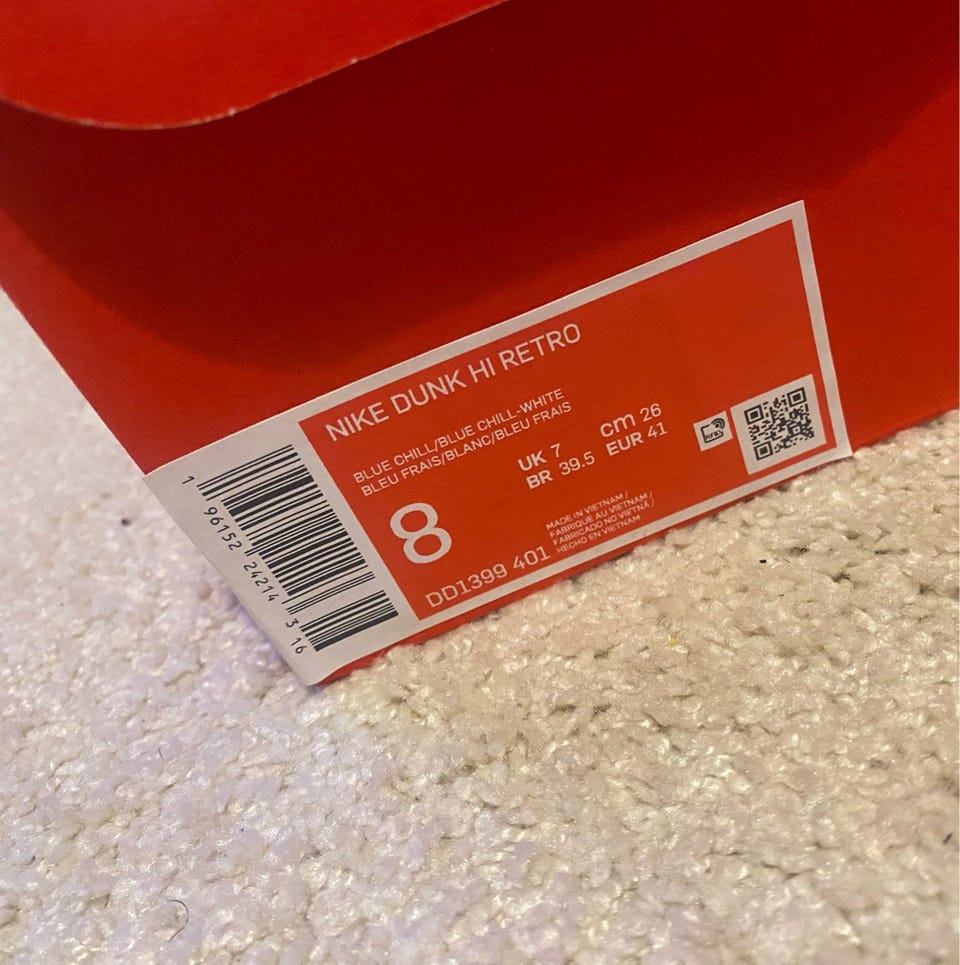 NIKE DUNK HI RETRO
BLUE CHILL/BLUE CHILL-WHITE
BLEU FRAIS/BLANC/BLEU FRAIS
8
UK 7 cm 26
BR 39.5 EUR 41
DD1399 401
MADE IN VIETNAM /
FABRIQUE AU VIETNAM /
FABRICADO NO VIETNÃ /
HECHO EN VIETNAM
RFID
1 96152 24214 3 16